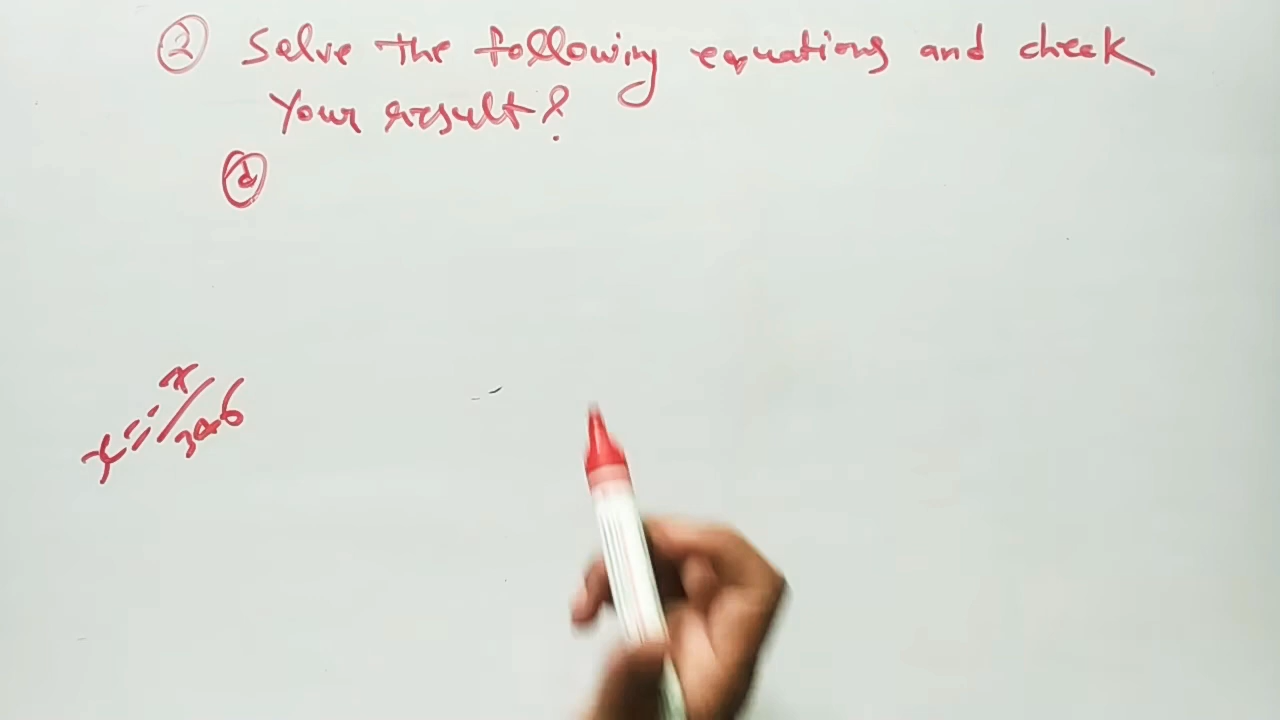 ② Solve the following equations and check
Your result?
ⓓ